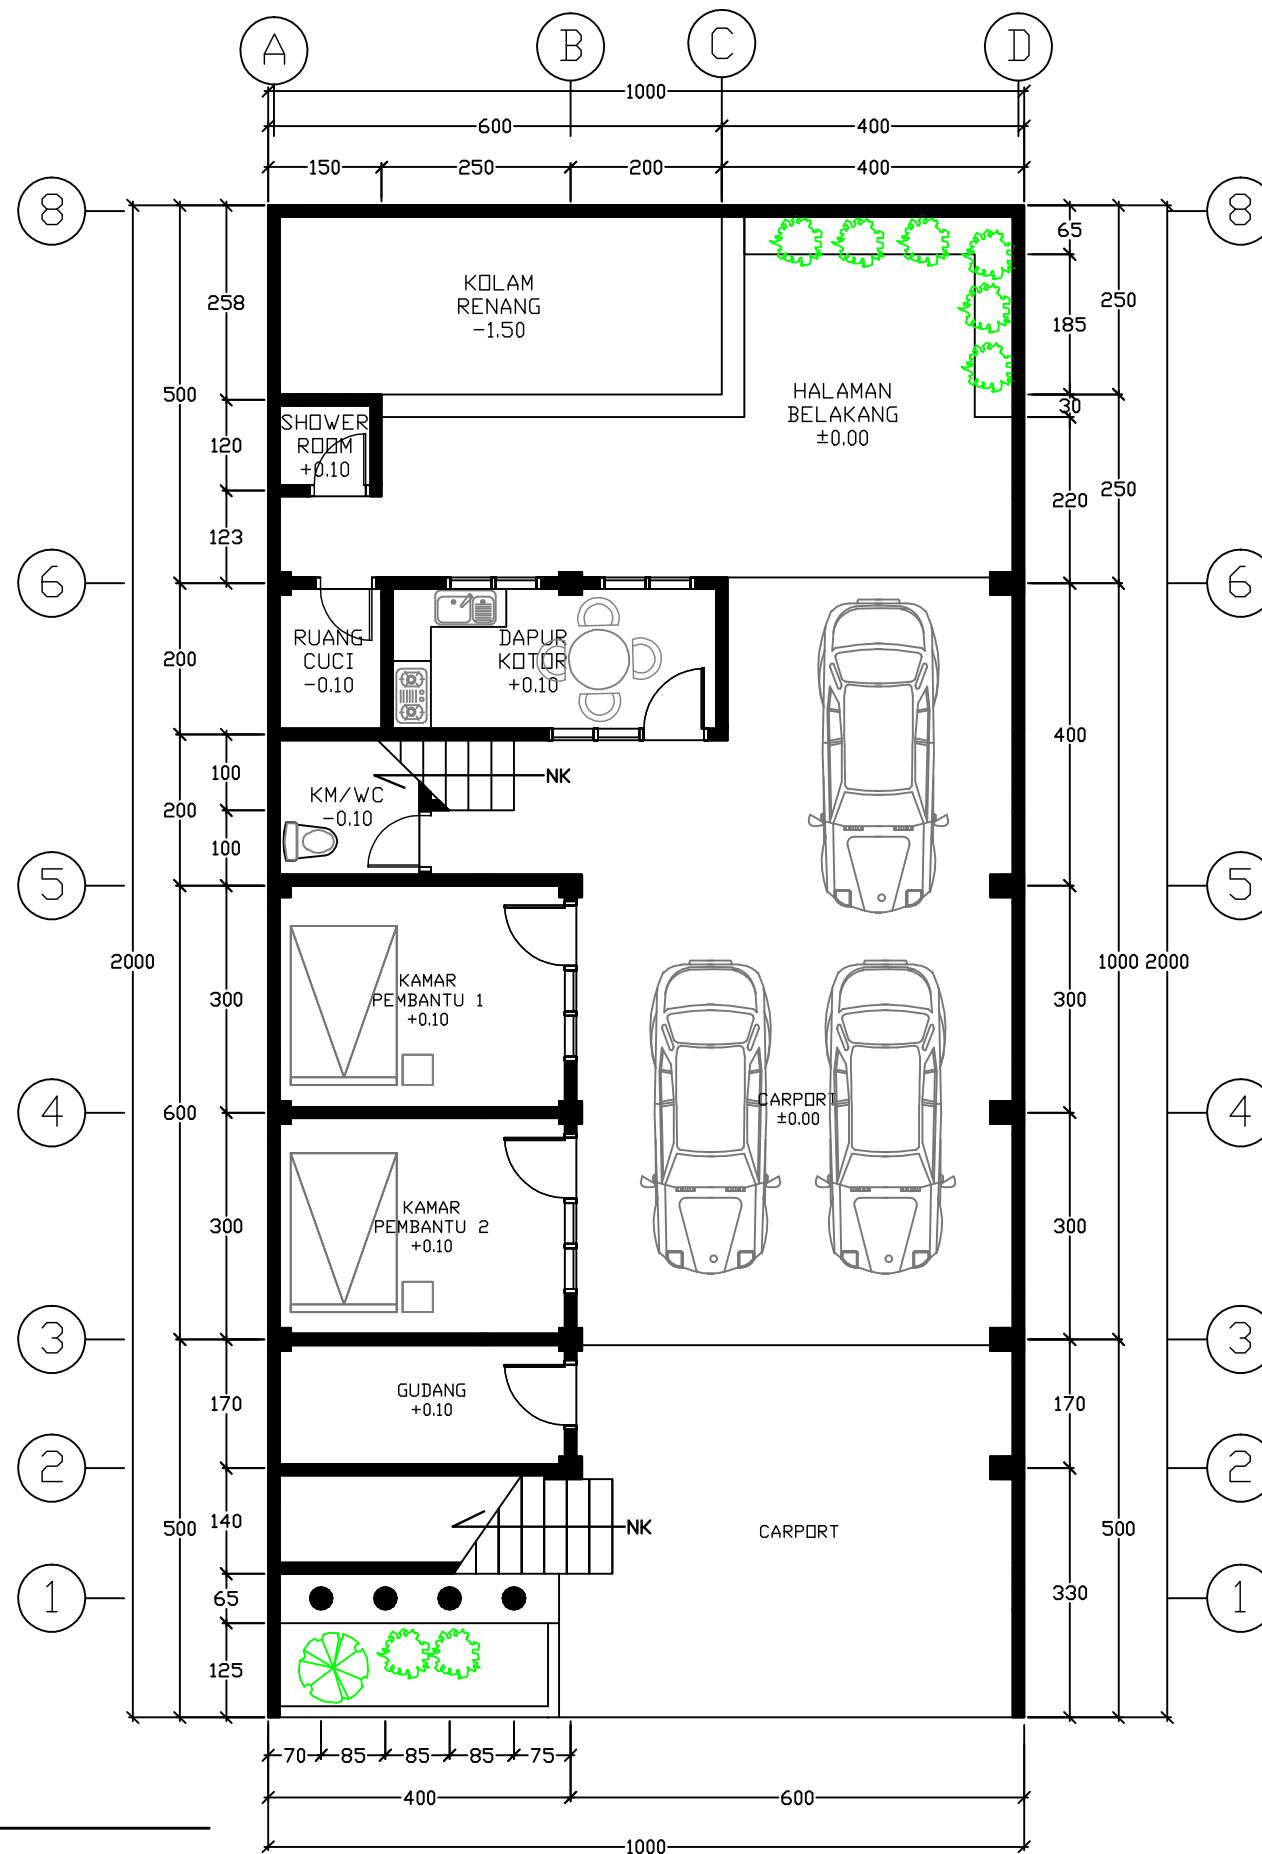 A B C D
1000
600 400
150 250 200 400
8 8
65
KOLAM
RENANG
-1.50
258 250
185
500
HALAMAN
BELAKANG
±0.00
30
SHOWER
ROOM
+0.10
120
220 250
123
6 6
RUANG
CUCI
-0.10
DAPUR
KOTOR
+0.10
200
400
100
NK
KM/WC
-0.10
200
100
5 5
2000 1000 2000
KAMAR
PEMBANTU 1
+0.10
300 300
CARPORT
±0.00
4 600 4
KAMAR
PEMBANTU 2
+0.10
300 300
3 3
GUDANG
+0.10
170 170
2 2
500 140 NK CARPORT 500
1 65 330 1
125
70 85 85 85 75
400 600
1000